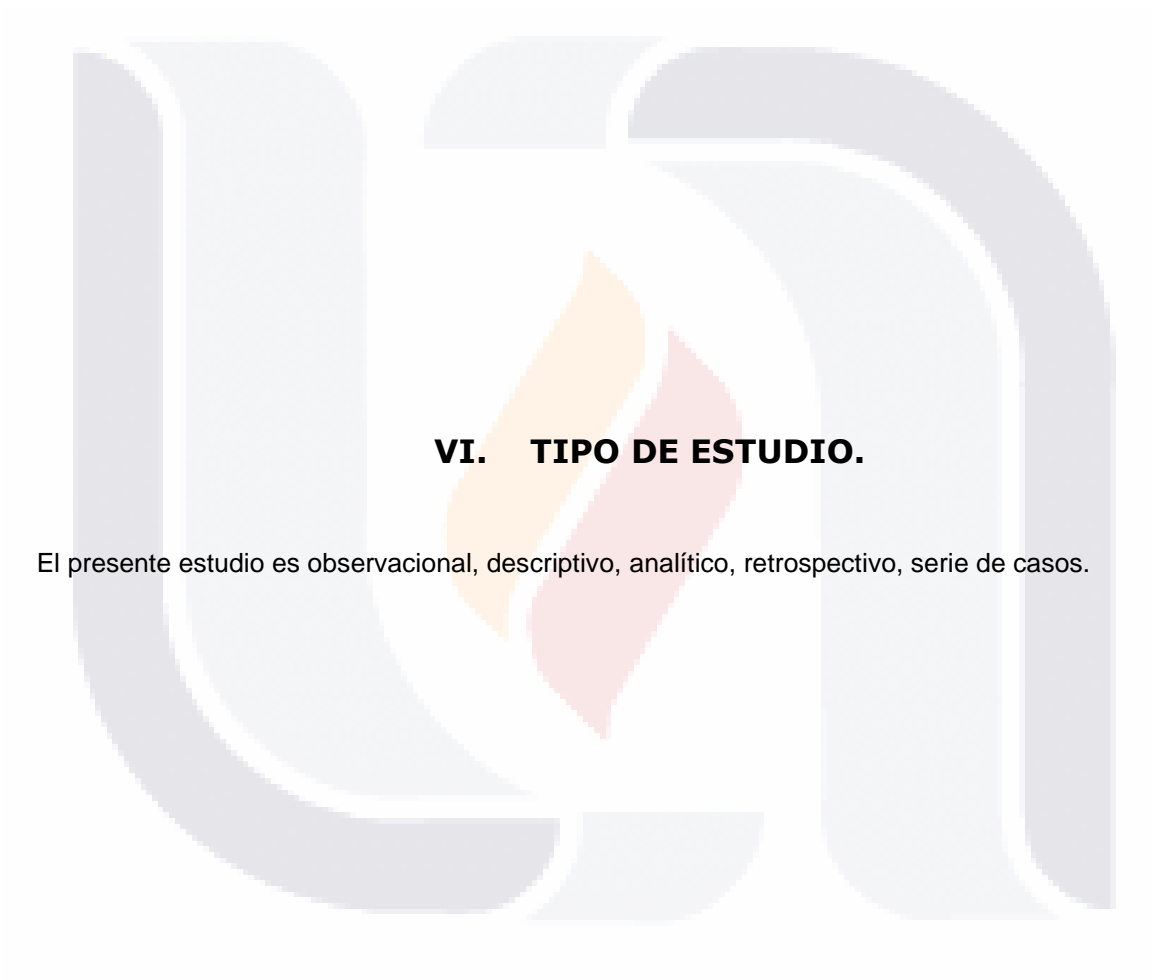 VI. TIPO DE ESTUDIO.
El presente estudio es observacional, descriptivo, analítico, retrospectivo, serie de casos.